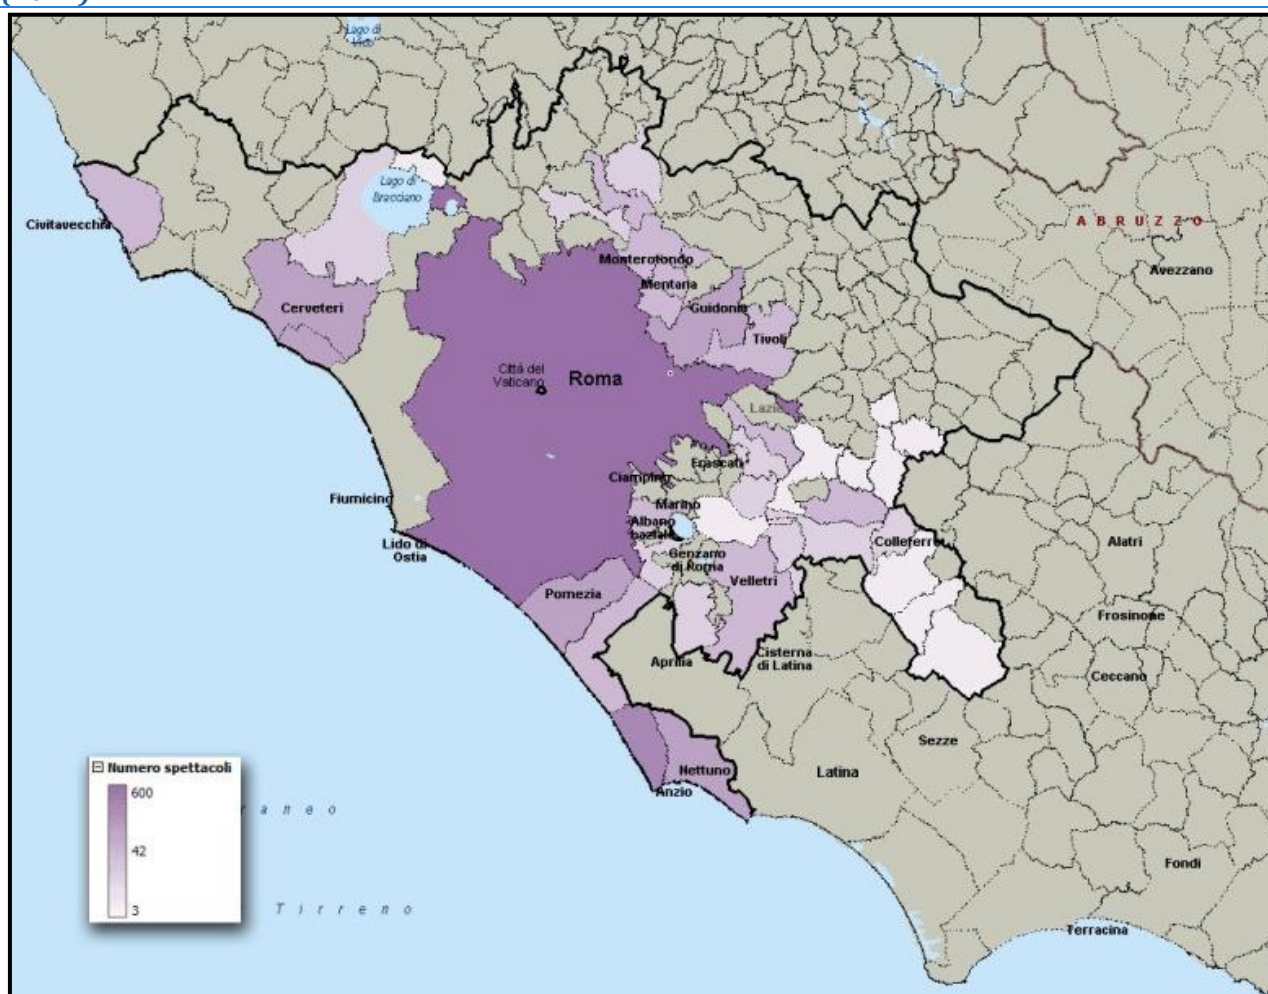 Lago di
Vico
Lago di
Bracciano
Civitavecchia
A B R U Z Z O
Avezzano
Monterotondo
Mentana
Guidonia
Cerveteri
Tivoli
Città del
Vaticano
Roma
Lazio
Frascati
Ciampino
Fiumicino
Marino
Albano
Laziale
Colleferro
Alatri
Lido di
Ostia
Genzano
di Roma
Velletri
Pomezia
Frosinone
Aprilia
Cisterna
di Latina
Ceccano
Sezze
Nettuno
Latina
Anzio
Numero spettacoli
600
42
3
r a n e o
T i r r e n o
Fondi
Terracina